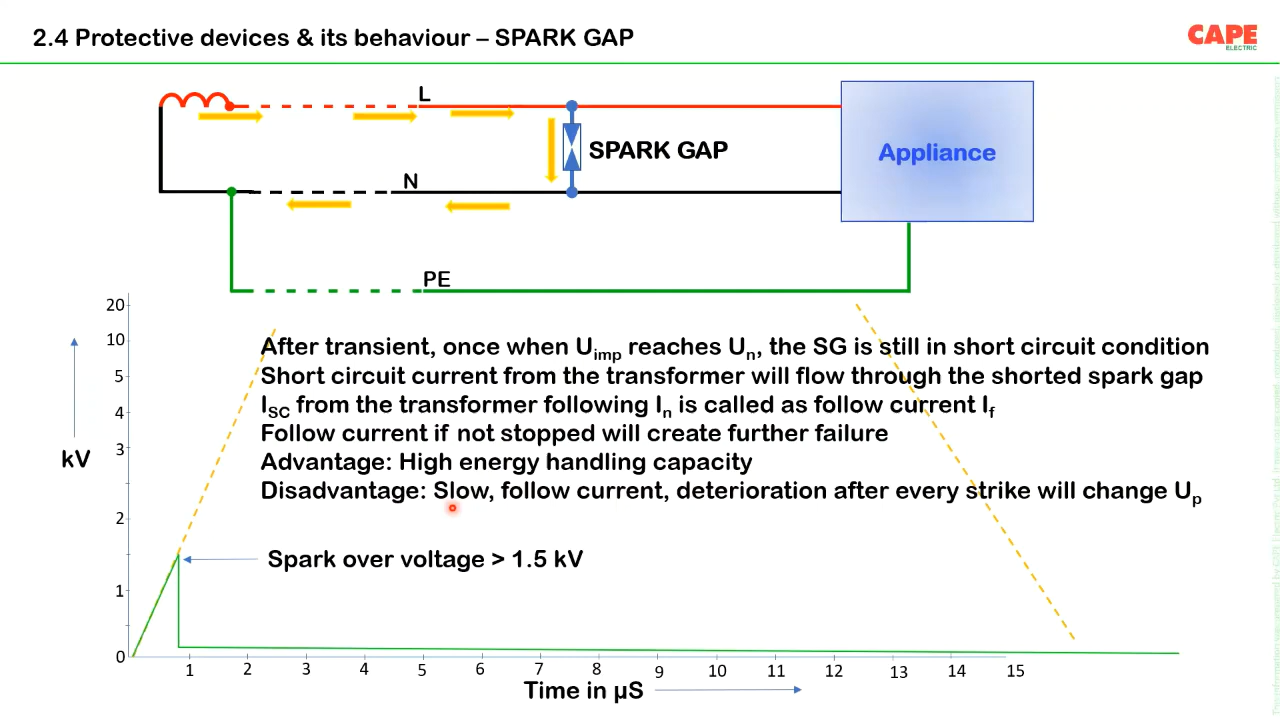 2.4 Protective devices & its behaviour – SPARK GAP
CAPE
ELECTRIC
L
SPARK GAP
Appliance
N
PE
20
10
5
4
3
2
1
0
kV
After transient, once when Uimp reaches Un, the SG is still in short circuit condition
Short circuit current from the transformer will flow through the shorted spark gap
ISC from the transformer following In is called as follow current If
Follow current if not stopped will create further failure
Advantage: High energy handling capacity
Disadvantage: Slow, follow current, deterioration after every strike will change Up
Spark over voltage > 1.5 kV
1 2 3 4 5 6 7 8 9 10 11 12 13 14 15
Time in µS